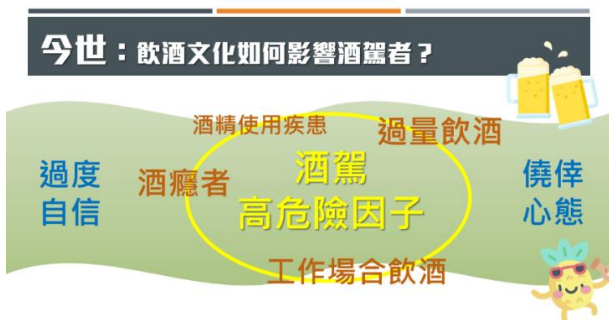 今世：飲酒文化如何影響酒駕者？
酒精使用疾患
過量飲酒
過度
自信
酒癮者
酒駕
高危險因子
僥倖
心態
工作場合飲酒